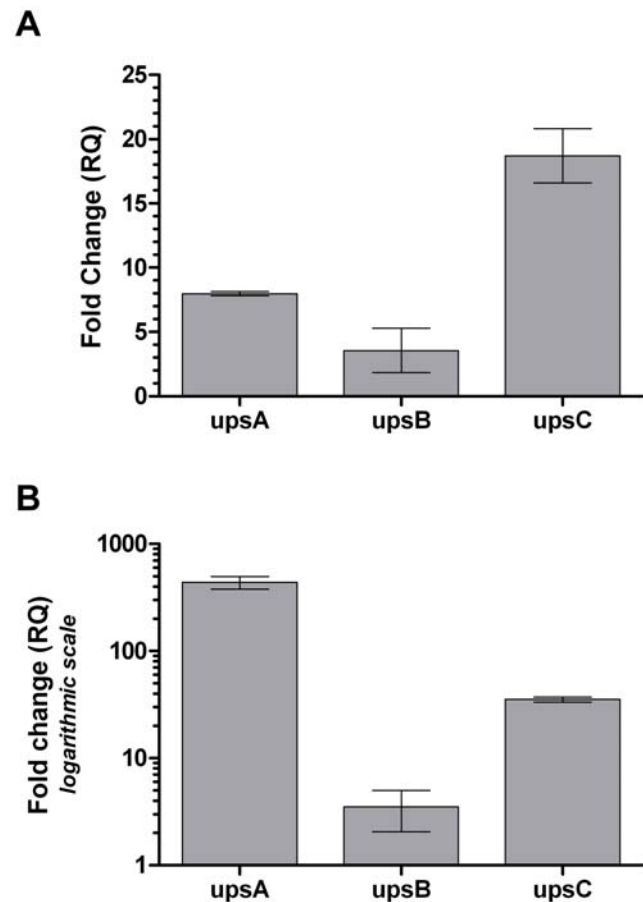 A
Fold Change (RQ)
25
20
15
10
5
0
upsA upsB upsC
B
Fold change (RQ)
logarithmic scale
1000
100
10
1
upsA upsB upsC